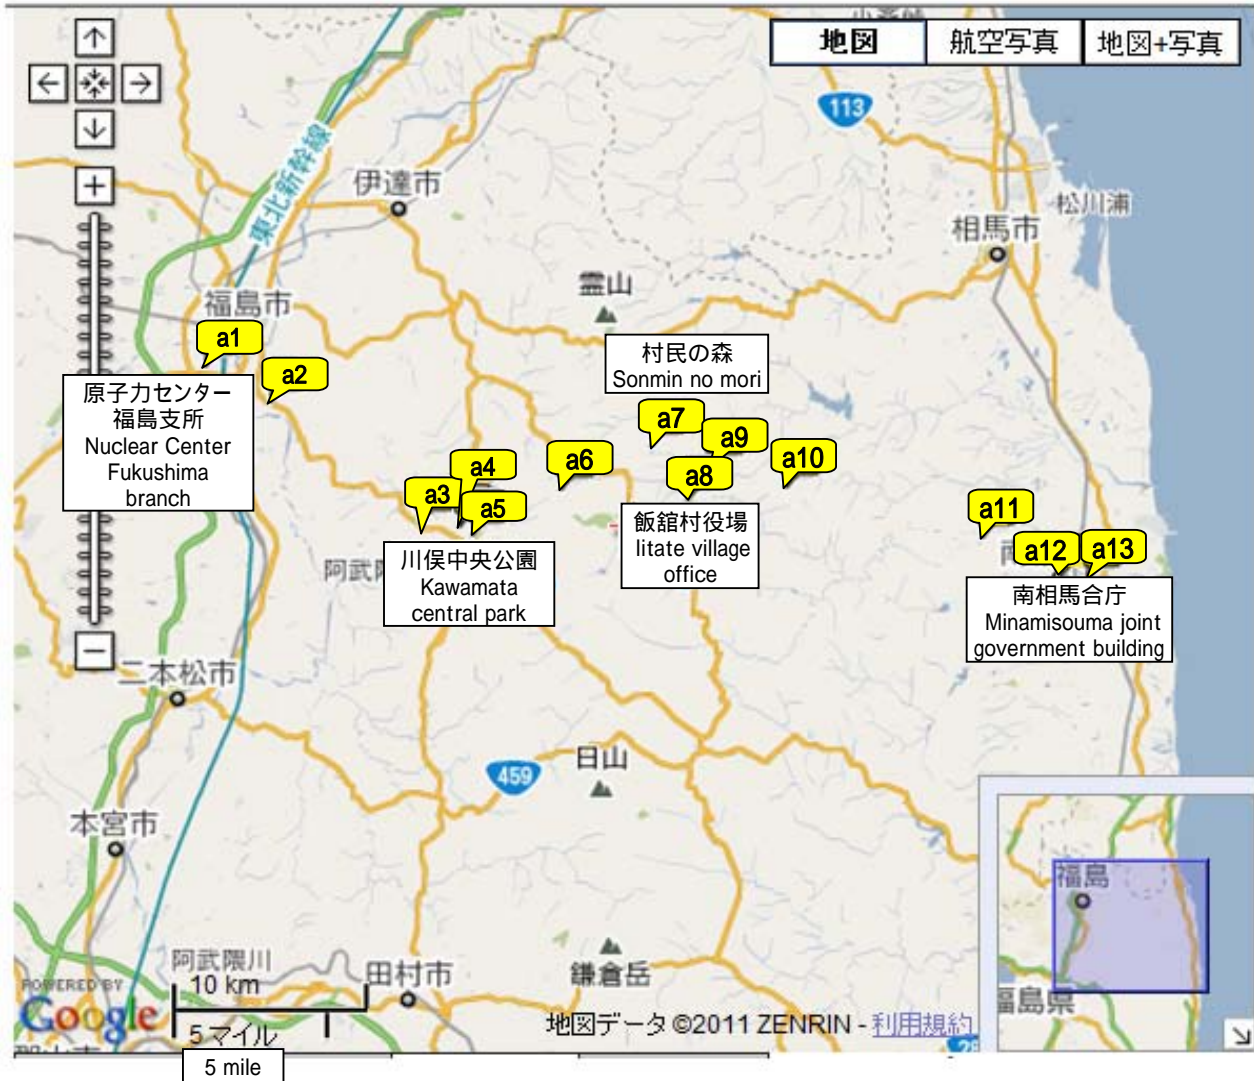 地図
航空写真
地図+写真
113
東北新幹線
伊達市
松川浦
相馬市
霊山
福島市
a1
a2
村民の森
Sonmin no mori
原子力センター
福島支所
Nuclear Center
Fukushima
branch
a7
a9
a10
a6
a4
a8
a3
a5
a11
a12
a13
飯舘村役場
Iitate village
office
川俣中央公園
Kawamata
central park
南相馬合庁
Minamisouma joint
government building
二本松市
459
日山
本宮市
福島
阿武隈川
10 km
田村市
鎌倉岳
福島県
POWERED BY
Google
5 マイル
5 mile
地図データ ©2011 ZENRIN - 利用規約